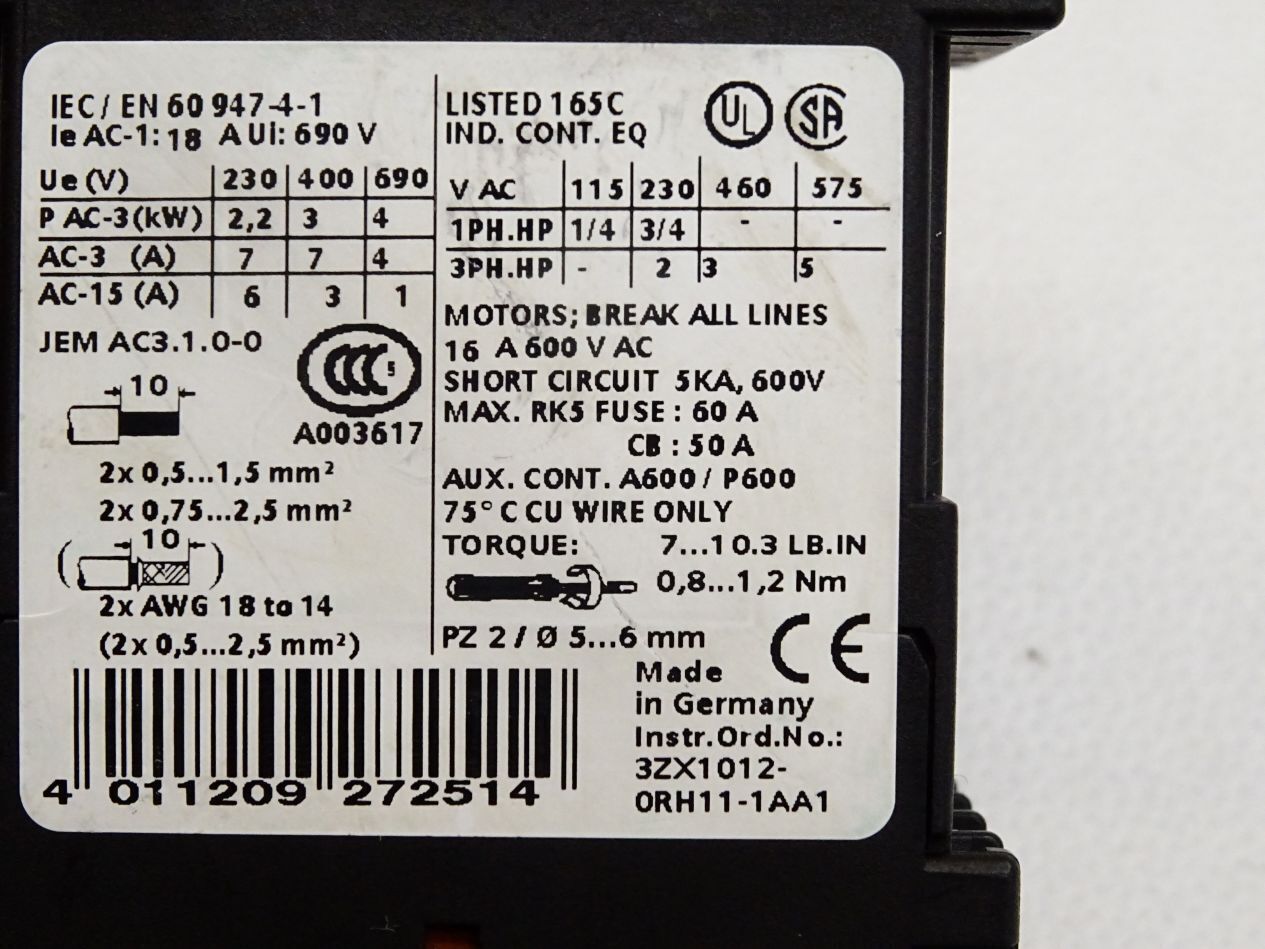 IEC/ EN 60 947-4-1
Ie AC-1: 18 A Ui: 690 V
Ue (V) 230 400 690
P AC-3 (kW) 2,2 3 4
AC-3 (A) 7 7 4
AC-15 (A) 6 3 1
JEM AC3.1.0-0
CCC S
A003617
10
2x 0,5...1,5 mm²
2x 0,75...2,5 mm²
10
2x AWG 18 to 14
(2x 0,5...2,5 mm²)
4 011209 272514
LISTED 165C
IND. CONT. EQ
UL SA
V AC 115 230 460 575
1PH.HP 1/4 3/4 - -
3PH.HP - 2 3 5
MOTORS; BREAK ALL LINES
16 A 600 V AC
SHORT CIRCUIT 5KA, 600V
MAX. RK5 FUSE : 60 A
CB : 50 A
AUX. CONT. A600 / P600
75° C CU WIRE ONLY
TORQUE: 7...10.3 LB.IN
0,8...1,2 Nm
PZ 2 / Ø 5...6 mm
CE
Made
in Germany
Instr.Ord.No.:
3ZX1012-
0RH11-1AA1